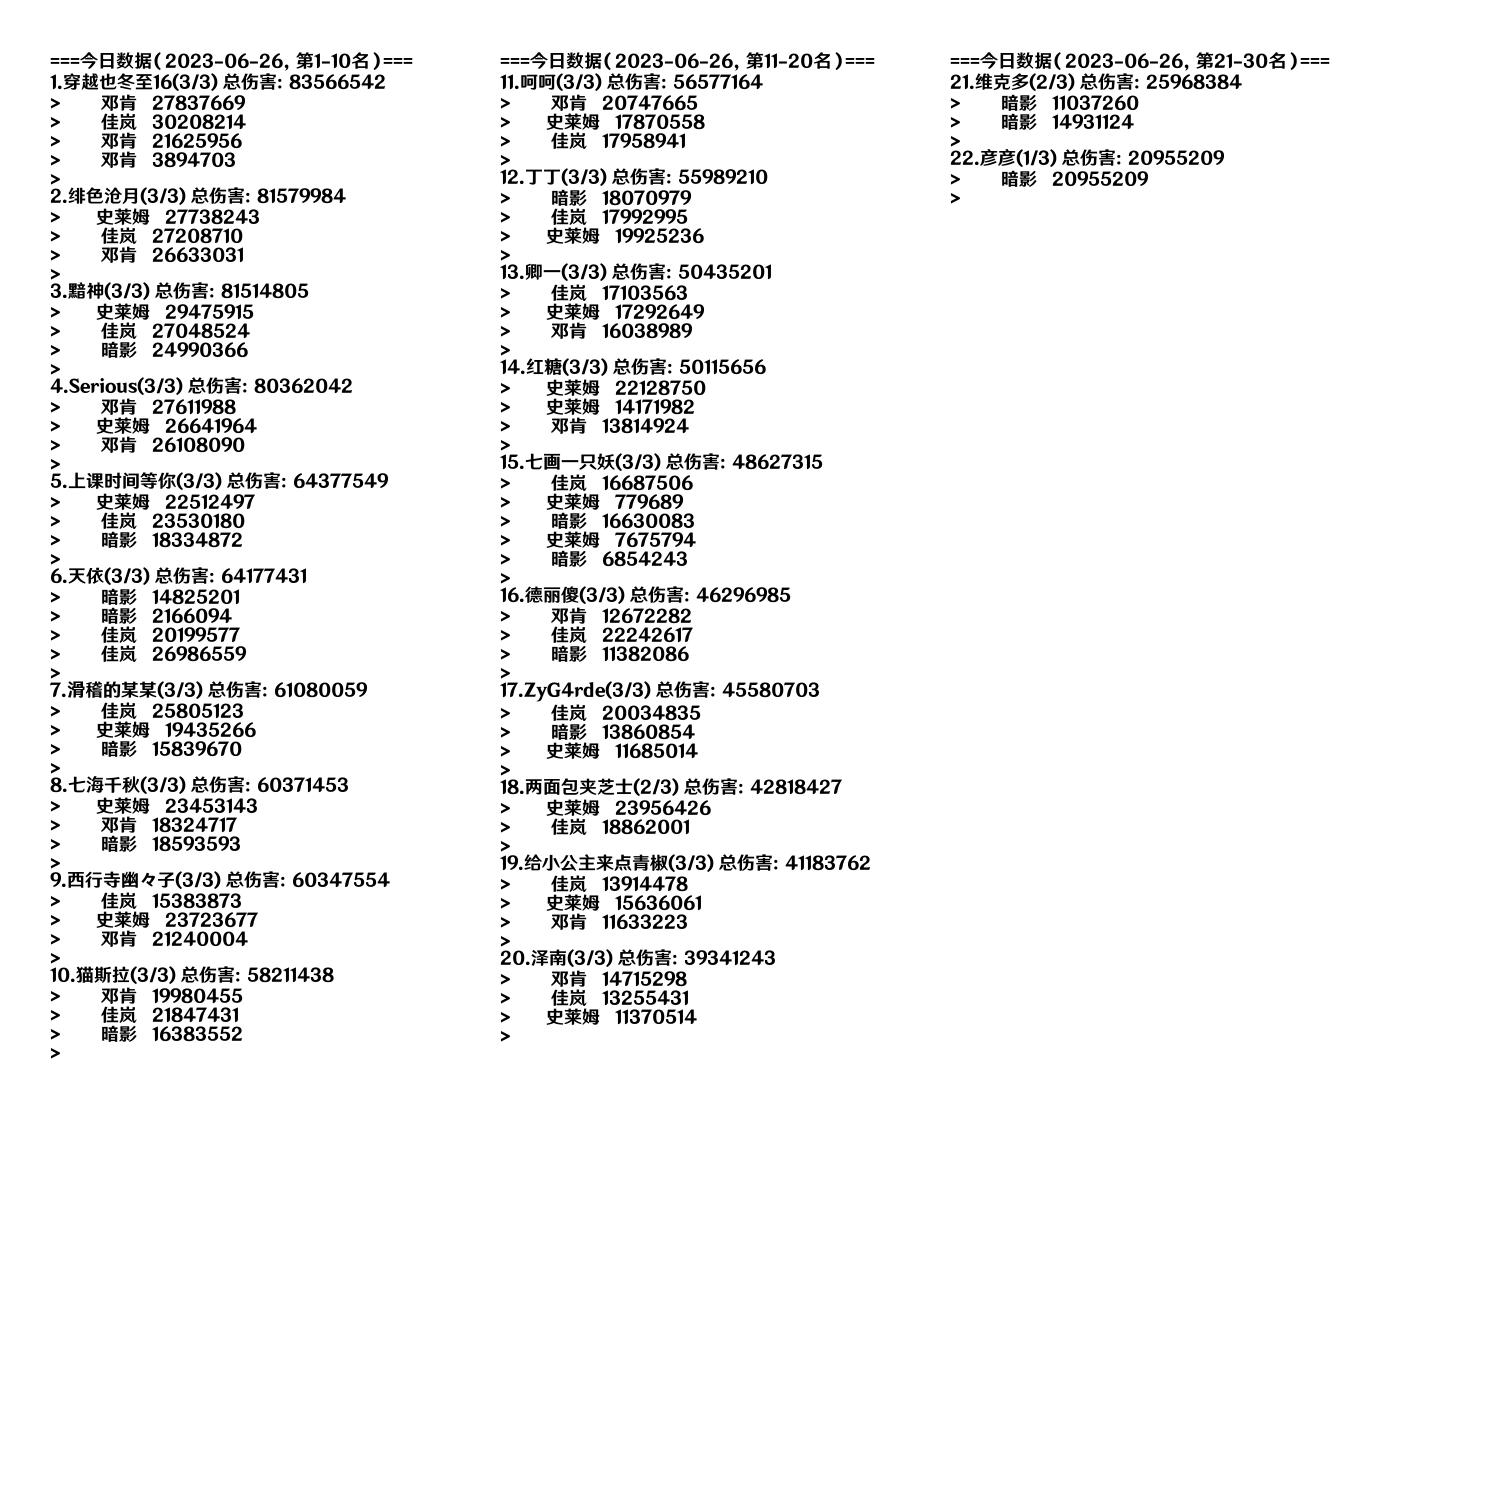 ===今日数据(2023-06-26, 第1-10名)===
1.穿越也冬至16(3/3) 总伤害: 83566542
> 邓肯 27837669
> 佳岚 30208214
> 邓肯 21625956
> 邓肯 3894703
>
2.绯色沧月(3/3) 总伤害: 81579984
> 史莱姆 27738243
> 佳岚 27208710
> 邓肯 26633031
>
3.黯神(3/3) 总伤害: 81514805
> 史莱姆 29475915
> 佳岚 27048524
> 暗影 24990366
>
4.Serious(3/3) 总伤害: 80362042
> 邓肯 27611988
> 史莱姆 26641964
> 邓肯 26108090
>
5.上课时间等你(3/3) 总伤害: 64377549
> 史莱姆 22512497
> 佳岚 23530180
> 暗影 18334872
>
6.天依(3/3) 总伤害: 64177431
> 暗影 14825201
> 暗影 2166094
> 佳岚 20199577
> 佳岚 26986559
>
7.滑稽的某某(3/3) 总伤害: 61080059
> 佳岚 25805123
> 史莱姆 19435266
> 暗影 15839670
>
8.七海千秋(3/3) 总伤害: 60371453
> 史莱姆 23453143
> 邓肯 18324717
> 暗影 18593593
>
9.西行寺幽々子(3/3) 总伤害: 60347554
> 佳岚 15383873
> 史莱姆 23723677
> 邓肯 21240004
>
10.猫斯拉(3/3) 总伤害: 58211438
> 邓肯 19980455
> 佳岚 21847431
> 暗影 16383552
>
===今日数据(2023-06-26, 第11-20名)===
11.呵呵(3/3) 总伤害: 56577164
> 邓肯 20747665
> 史莱姆 17870558
> 佳岚 17958941
>
12.丁丁(3/3) 总伤害: 55989210
> 暗影 18070979
> 佳岚 17992995
> 史莱姆 19925236
>
13.卿一(3/3) 总伤害: 50435201
> 佳岚 17103563
> 史莱姆 17292649
> 邓肯 16038989
>
14.红糖(3/3) 总伤害: 50115656
> 史莱姆 22128750
> 史莱姆 14171982
> 邓肯 13814924
>
15.七画一只妖(3/3) 总伤害: 48627315
> 佳岚 16687506
> 史莱姆 779689
> 暗影 16630083
> 史莱姆 7675794
> 暗影 6854243
>
16.德丽傻(3/3) 总伤害: 46296985
> 邓肯 12672282
> 佳岚 22242617
> 暗影 11382086
>
17.ZyG4rde(3/3) 总伤害: 45580703
> 佳岚 20034835
> 暗影 13860854
> 史莱姆 11685014
>
18.两面包夹芝士(2/3) 总伤害: 42818427
> 史莱姆 23956426
> 佳岚 18862001
>
19.给小公主来点青椒(3/3) 总伤害: 41183762
> 佳岚 13914478
> 史莱姆 15636061
> 邓肯 11633223
>
20.泽南(3/3) 总伤害: 39341243
> 邓肯 14715298
> 佳岚 13255431
> 史莱姆 11370514
>
===今日数据(2023-06-26, 第21-30名)===
21.维克多(2/3) 总伤害: 25968384
> 暗影 11037260
> 暗影 14931124
>
22.彦彦(1/3) 总伤害: 20955209
> 暗影 20955209
>